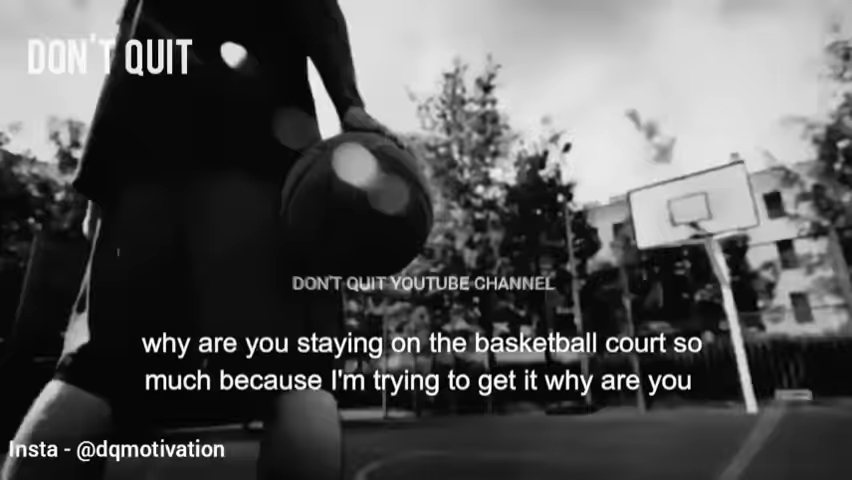 DON'T QUIT
DON'T QUIT YOUTUBE CHANNEL
why are you staying on the basketball court so
much because I'm trying to get it why are you
Insta - @dqmotivation